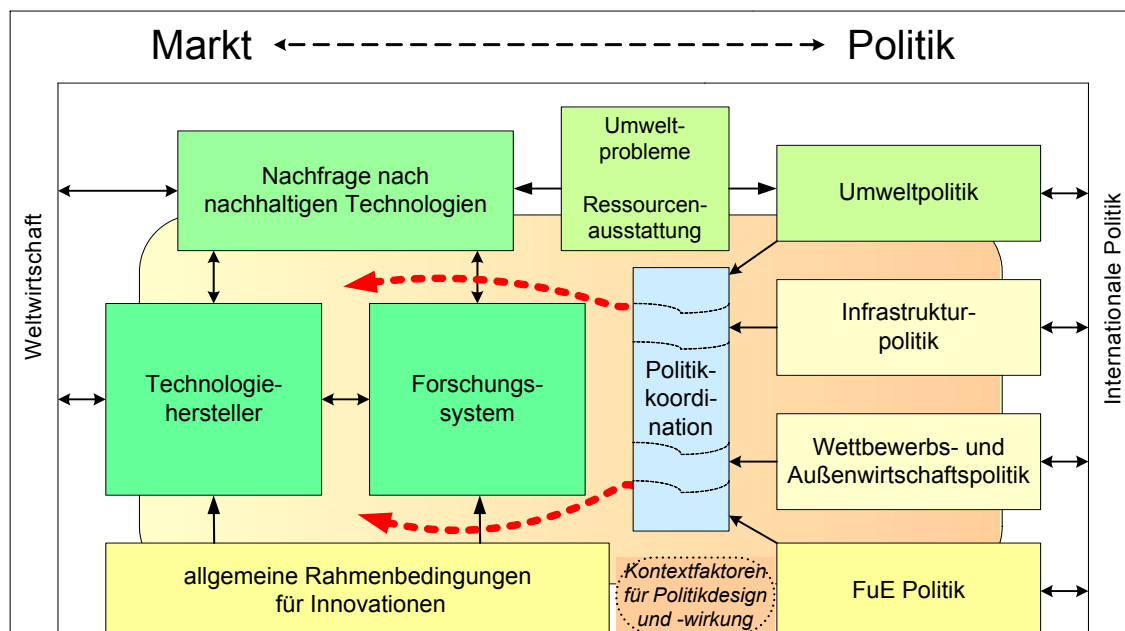 Markt
Politik
Weltwirtschaft
Nachfrage nach
nachhaltigen Technologien
Umwelt-
probleme
Ressourcen-
ausstattung
Umweltpolitik
Internationale Politik
Technologie-
hersteller
Forschungs-
system
Politik-
koordi-
nation
Infrastruktur-
politik
Wettbewerbs- und
Außenwirtschaftspolitik
allgemeine Rahmenbedingungen
für Innovationen
Kontextfaktoren
für Politikdesign
und -wirkung
FuE Politik